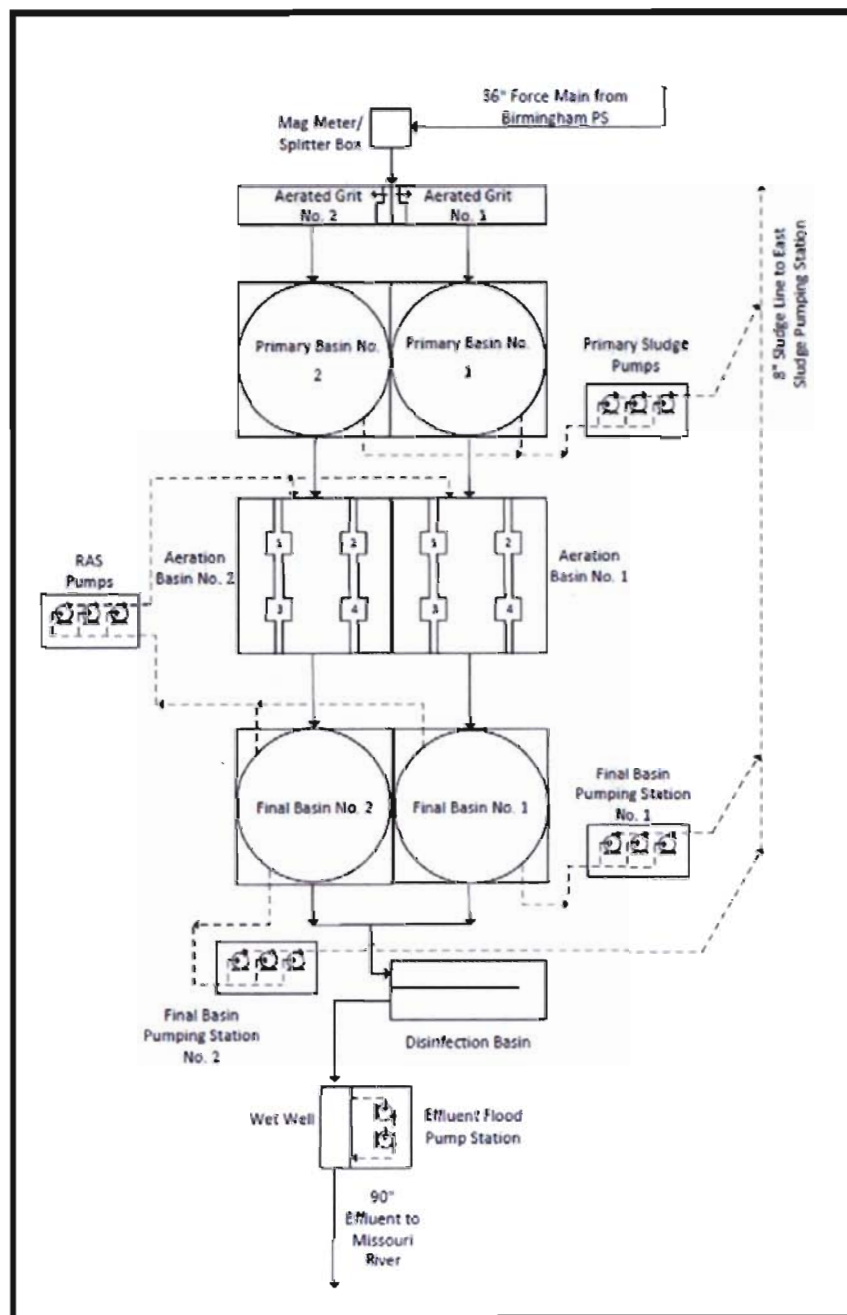 36" Force Main from
Birmingham PS
Mag Meter/
Splitter Box
Aerated Grit
No. 2
Aerated Grit
No. 1
8" Sludge Line to East
Sludge Pumping Station
Primary Basin No.
2
Primary Basin No.
1
Primary Sludge
Pumps
RAS
Pumps
Aeration
Basin No. 2
1
2
3
4
1
2
3
4
Aeration
Basin No. 1
Final Basin No. 2
Final Basin No. 1
Final Basin
Pumping Station
No. 1
Final Basin
Pumping Station
No. 2
Disinfection Basin
Wet Well
Effluent Flood
Pump Station
90"
Effluent to
Missouri
River